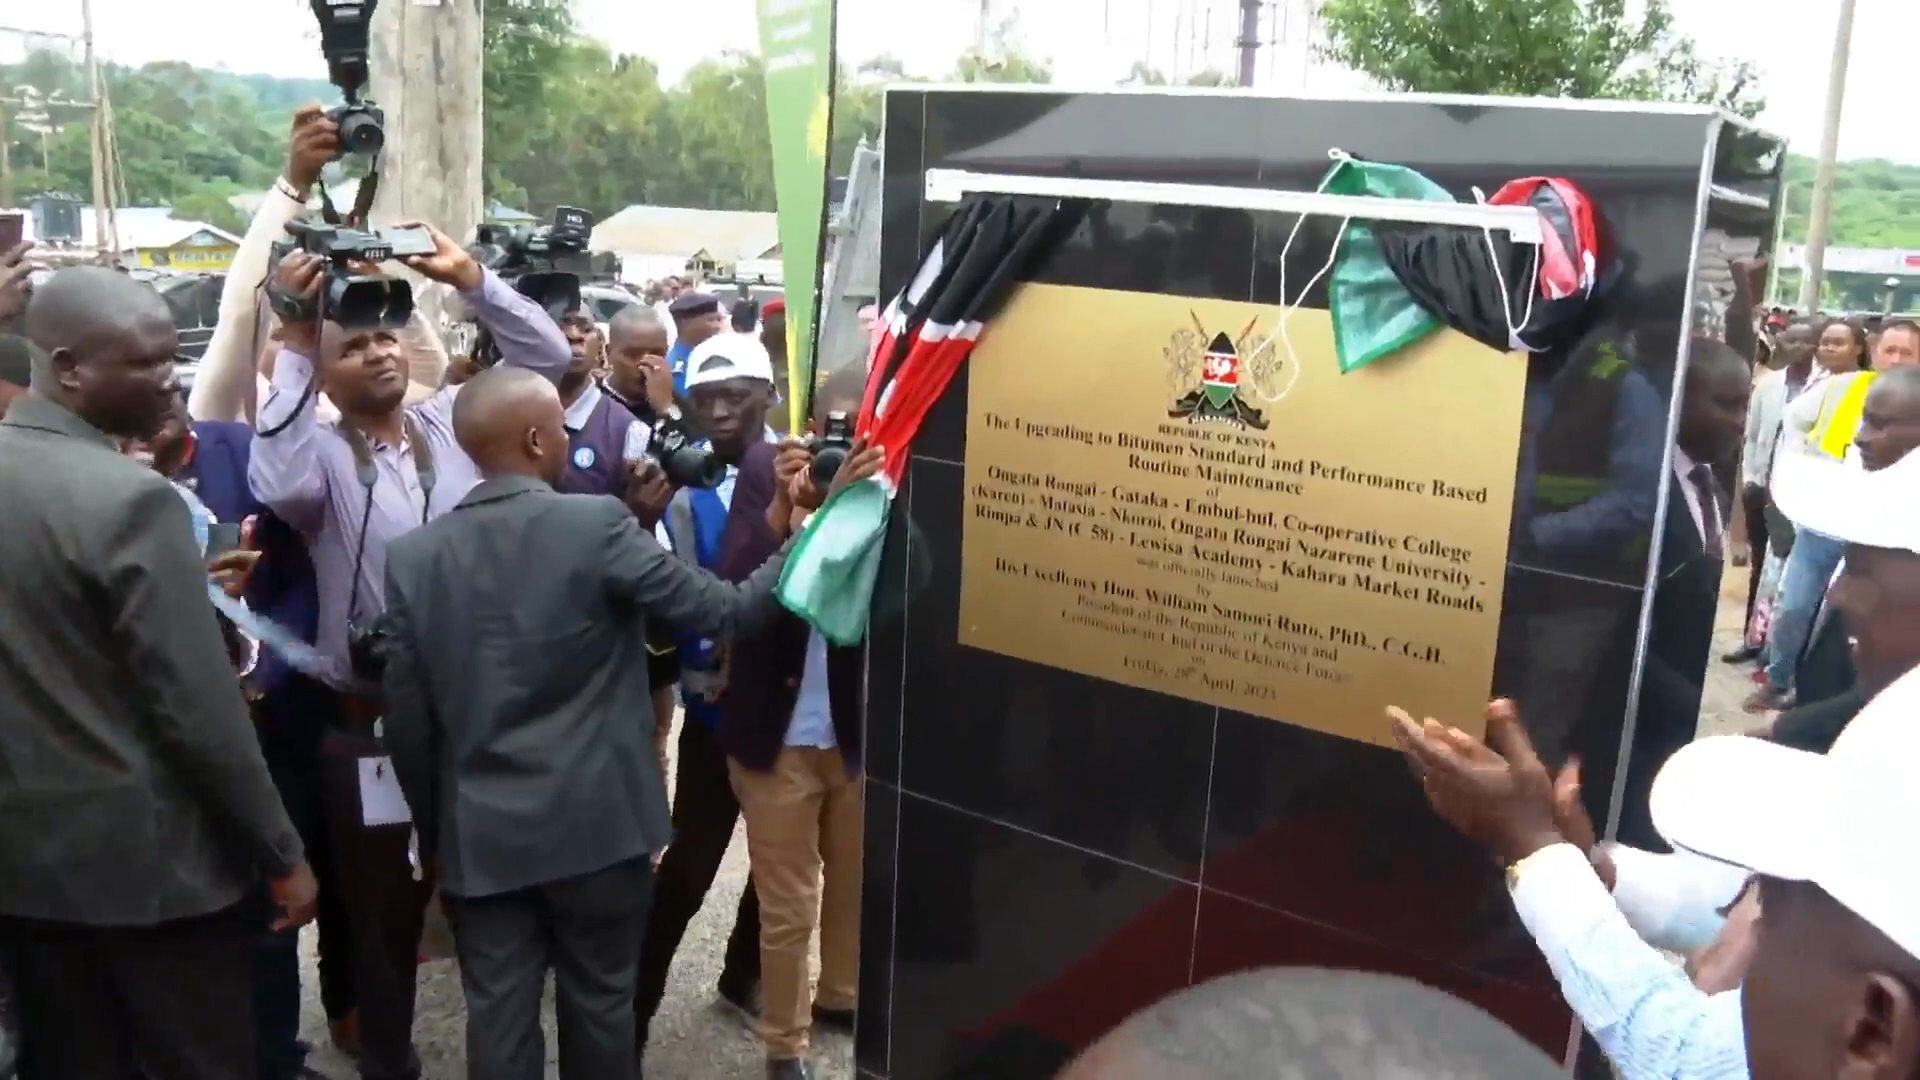 REPUBLIC OF KENYA
The Upgrading to Bitumen Standard and Performance Based
Routine Maintenance
of
Ongata Rongai - Gataka - Embul-bul, Co-operative College
(Karen) - Matasia - Nkoroi, Ongata Rongai Nazarene University -
Rimpa & JN (C 58) - Lewisa Academy - Kahara Market Roads
was officially launched
by
His Excellency Hon. William Samoei Ruto, PhD., C.G.H.
President of the Republic of Kenya and
Commander-in-Chief of the Defence Forces
on
Friday, 28th April, 2023